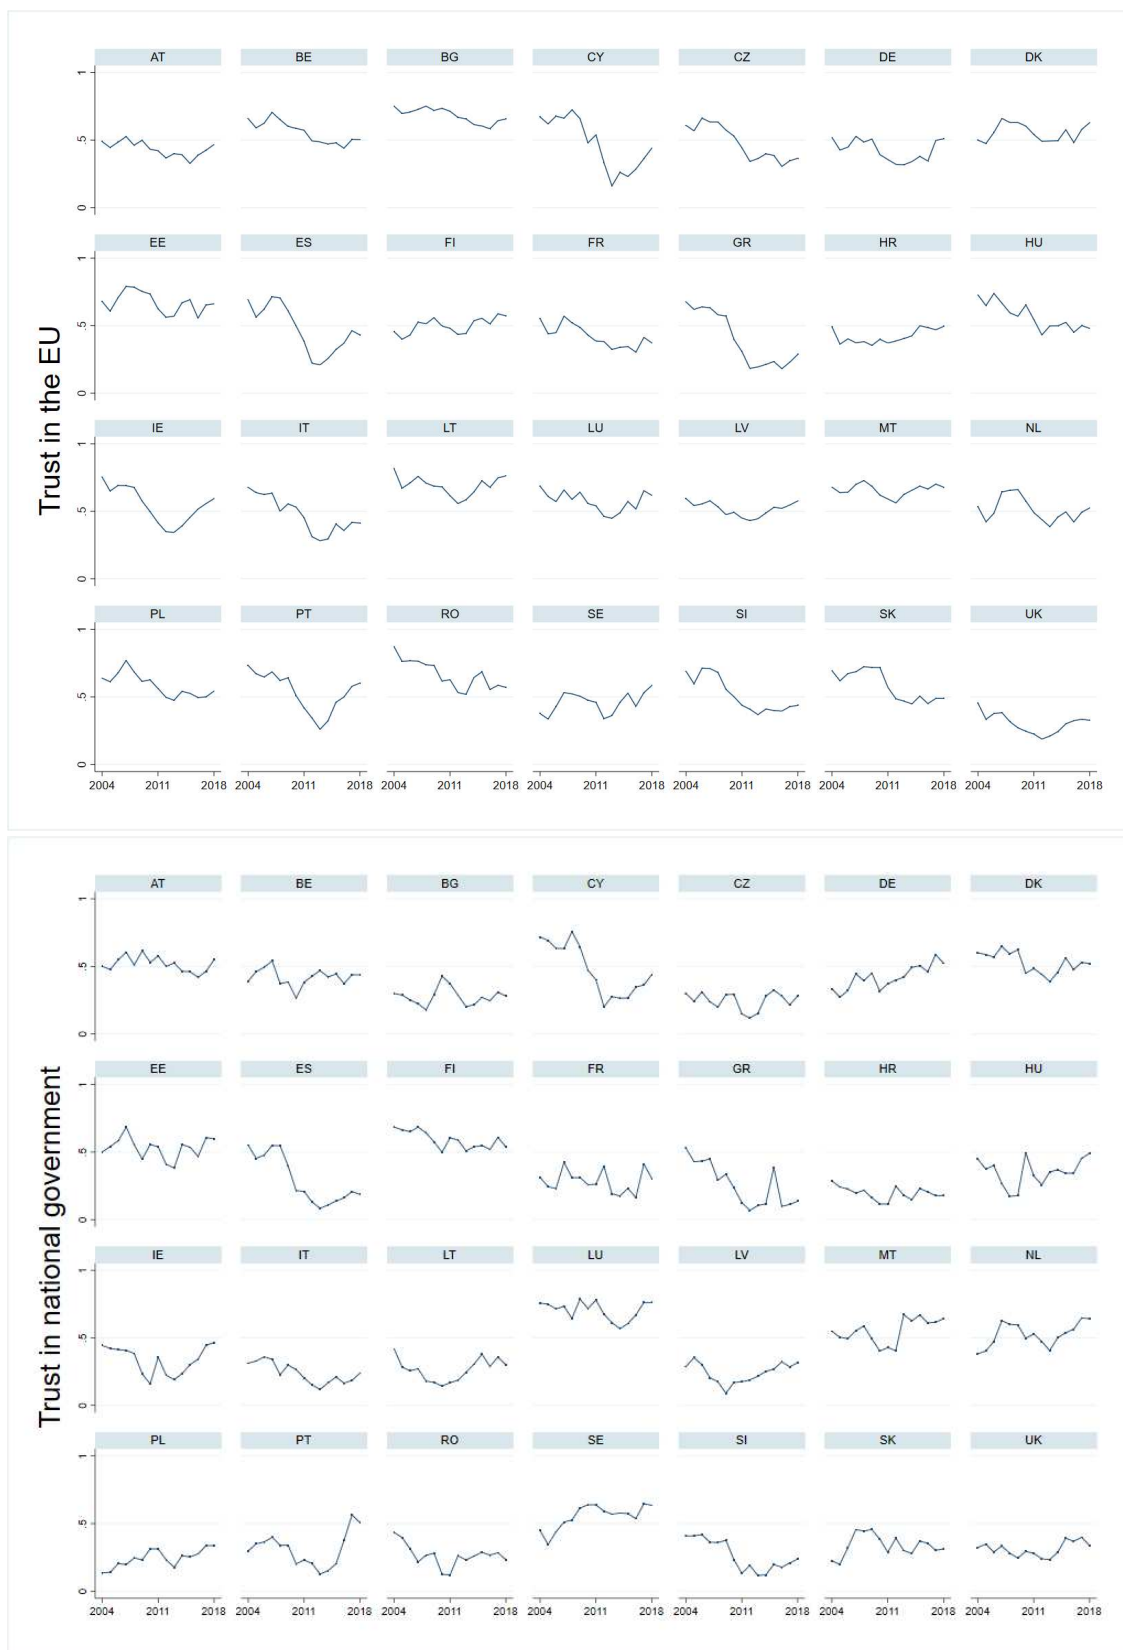 AT BE BG CY CZ DE DK
1
.5
0
EE ES FI FR GR HR HU
1
.5
0
Trust in the EU
IE IT LT LU LV MT NL
1
.5
0
PL PT RO SE SI SK UK
1
.5
0
2004 2011 2018 2004 2011 2018 2004 2011 2018 2004 2011 2018 2004 2011 2018 2004 2011 2018 2004 2011 2018
AT BE BG CY CZ DE DK
1
.5
0
EE ES FI FR GR HR HU
1
.5
0
Trust in national government
IE IT LT LU LV MT NL
1
.5
0
PL PT RO SE SI SK UK
1
.5
0
2004 2011 2018 2004 2011 2018 2004 2011 2018 2004 2011 2018 2004 2011 2018 2004 2011 2018 2004 2011 2018